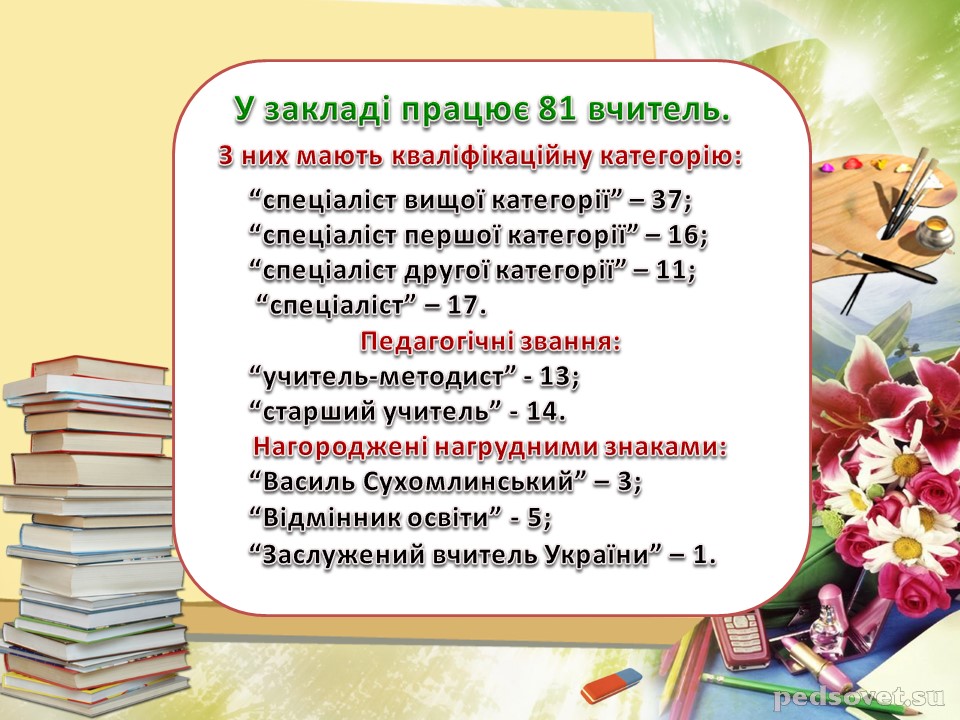 У закладі працює 81 вчитель.
З них мають кваліфікаційну категорію:
“спеціаліст вищої категорії” – 37;
“спеціаліст першої категорії” – 16;
“спеціаліст другої категорії” – 11;
“спеціаліст” – 17.
Педагогічні звання:
“учитель-методист” - 13;
“старший учитель” - 14.
Нагороджені нагрудними знаками:
“Василь Сухомлинський” – 3;
“Відмінник освіти” - 5;
“Заслужений вчитель України” – 1.
pedsovet.su